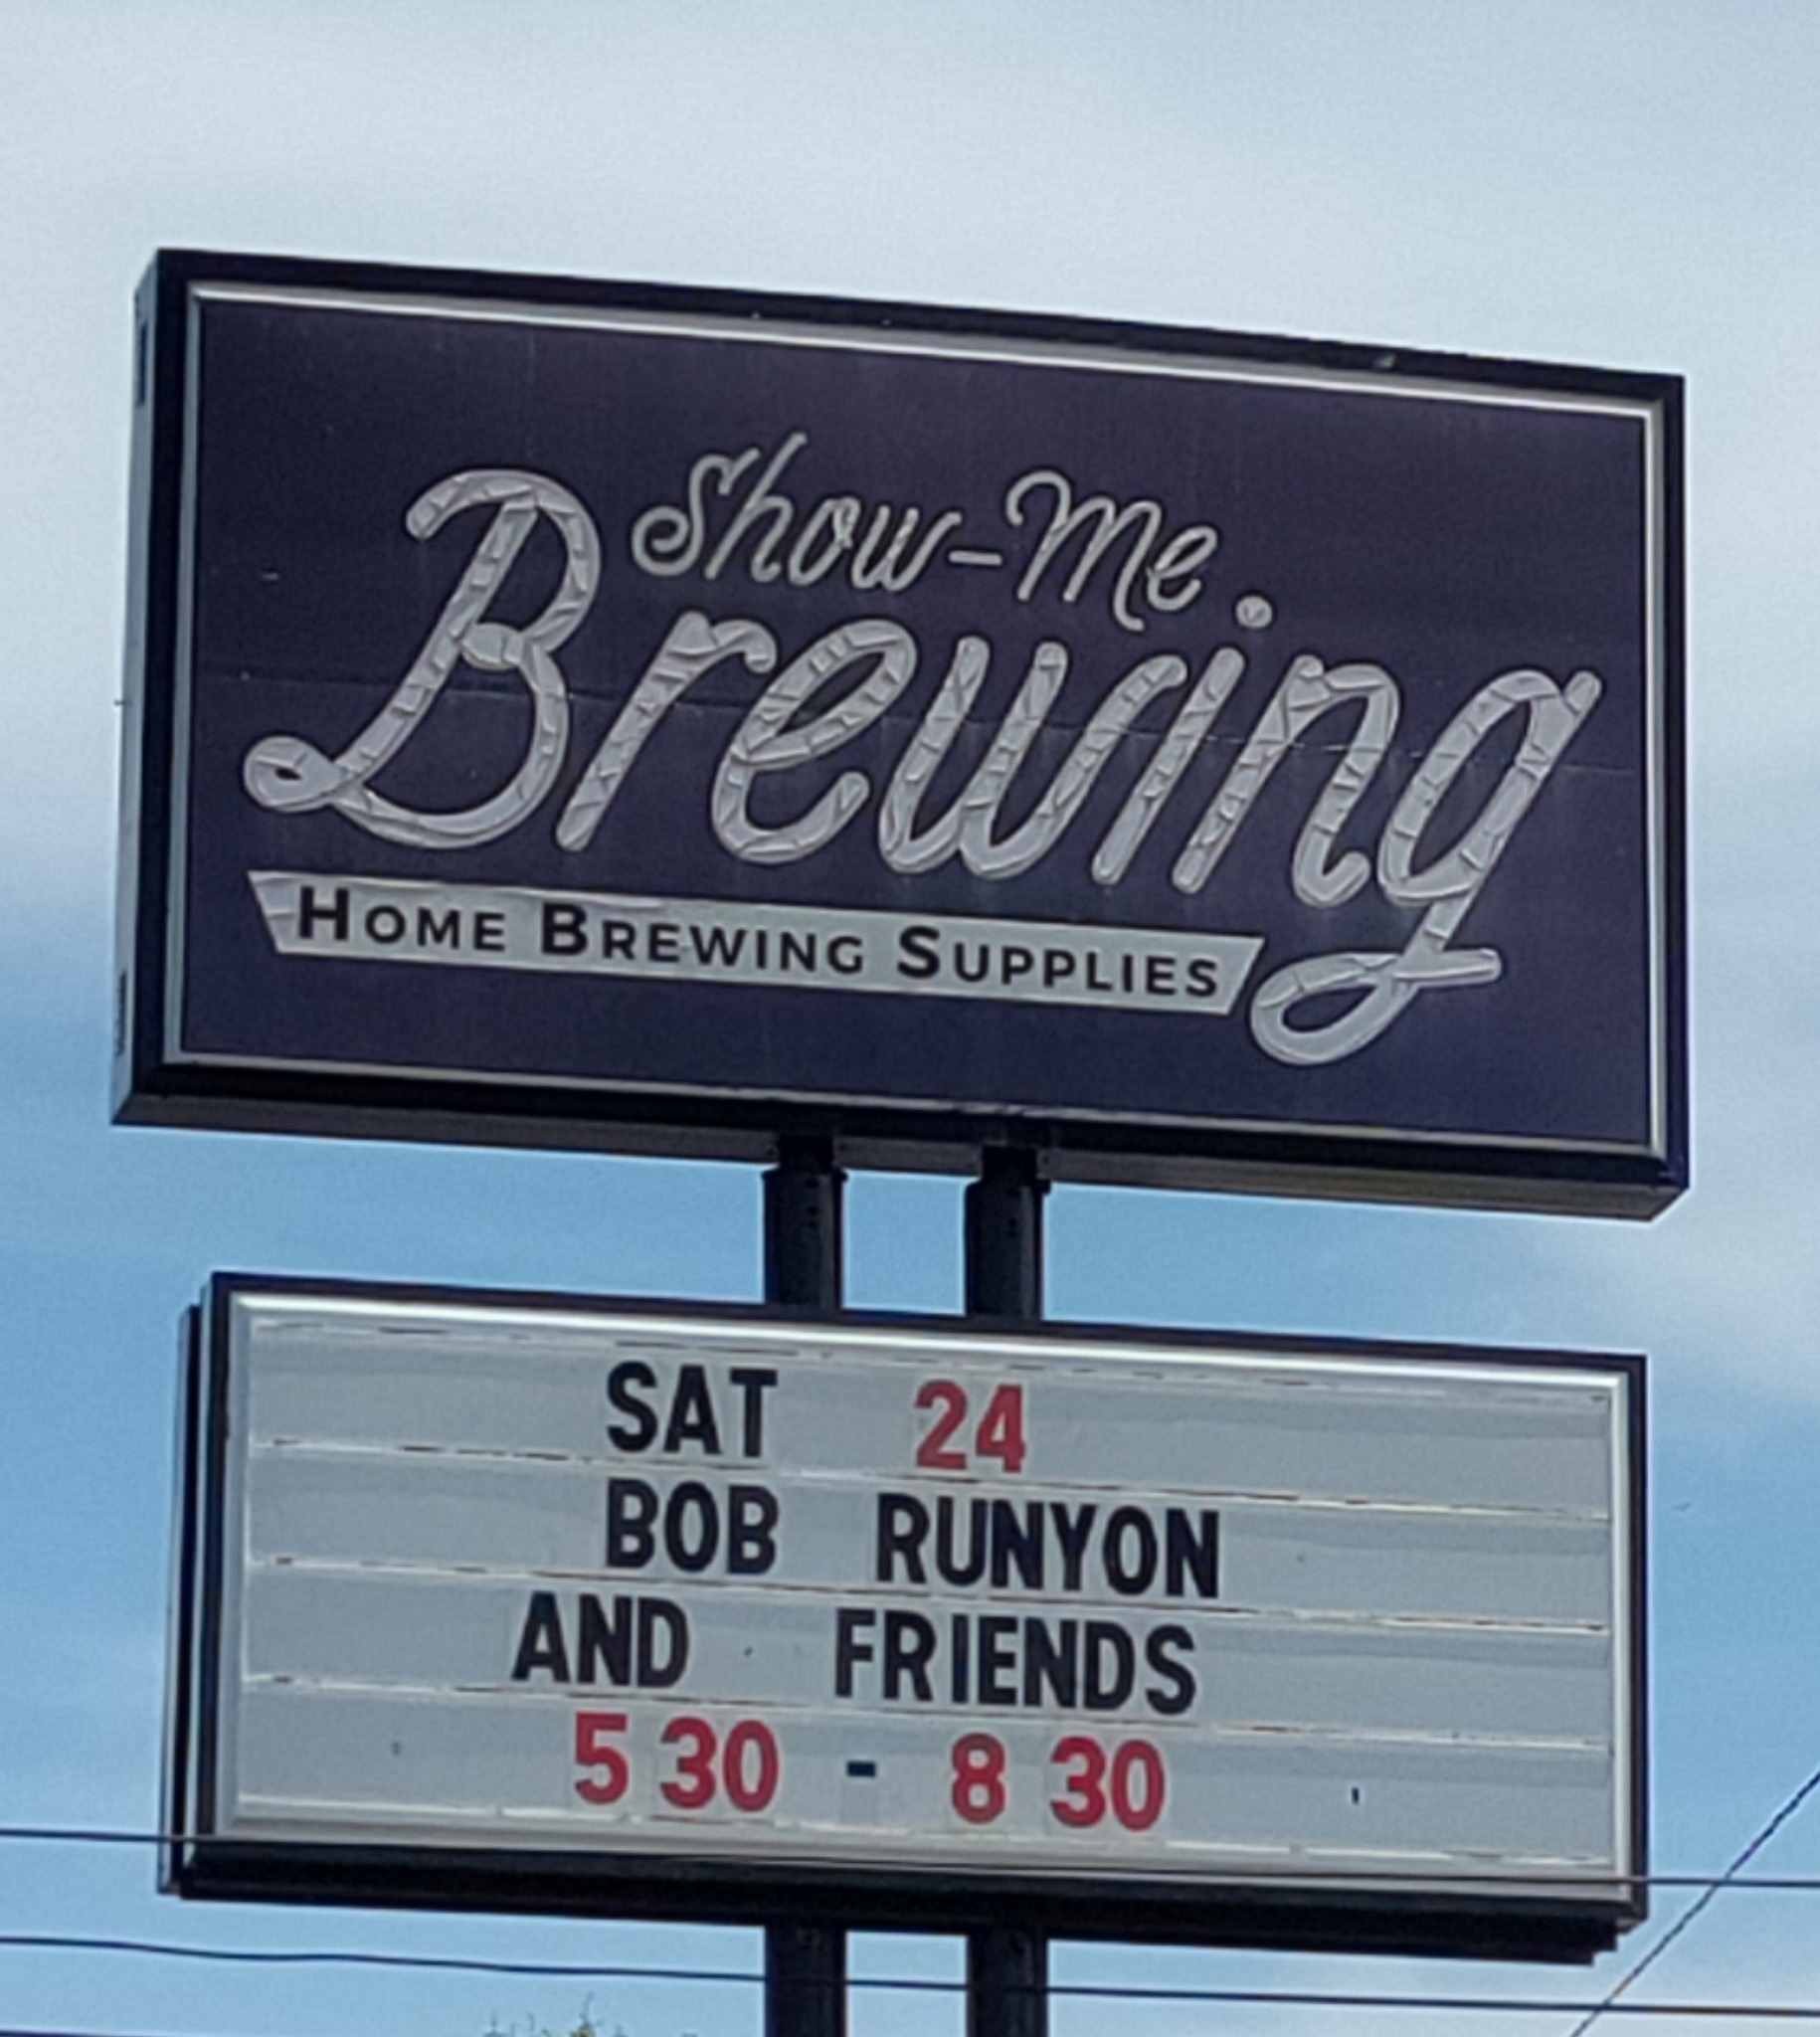 Show-Me
Brewing
HOME BREWING SUPPLIES
SAT 24
BOB RUNYON
AND FRIENDS
5 30 - 8 30